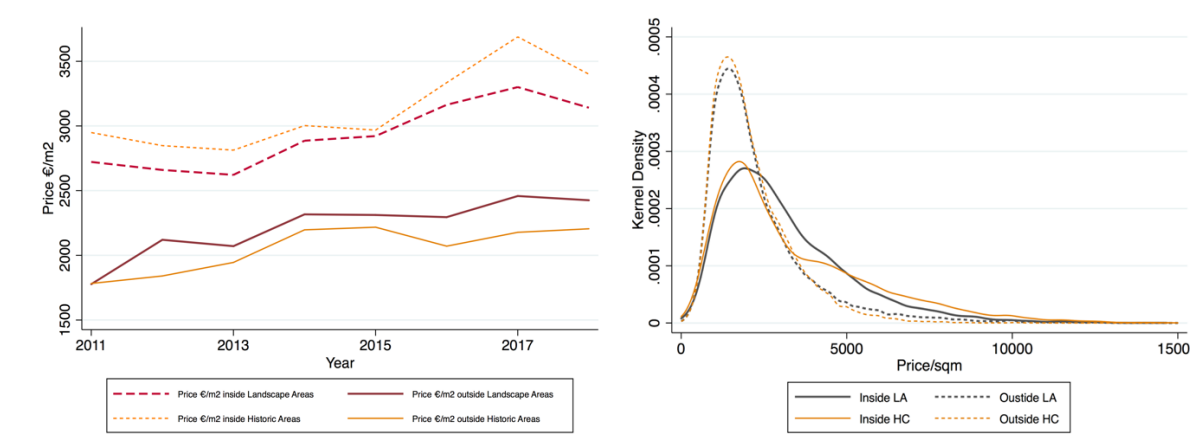 Price €/m2
3500
3000
2500
2000
1500
2011
2013
2015
2017
Year
Price €/m2 inside Landscape Areas
Price €/m2 outside Landscape Areas
Price €/m2 inside Historic Areas
Price €/m2 outside Historic Areas
Kernel Density
.0005
.0004
.0003
.0002
.0001
0
0
5000
10000
1500
Price/sqm
Inside LA
Oustide LA
Inside HC
Outside HC